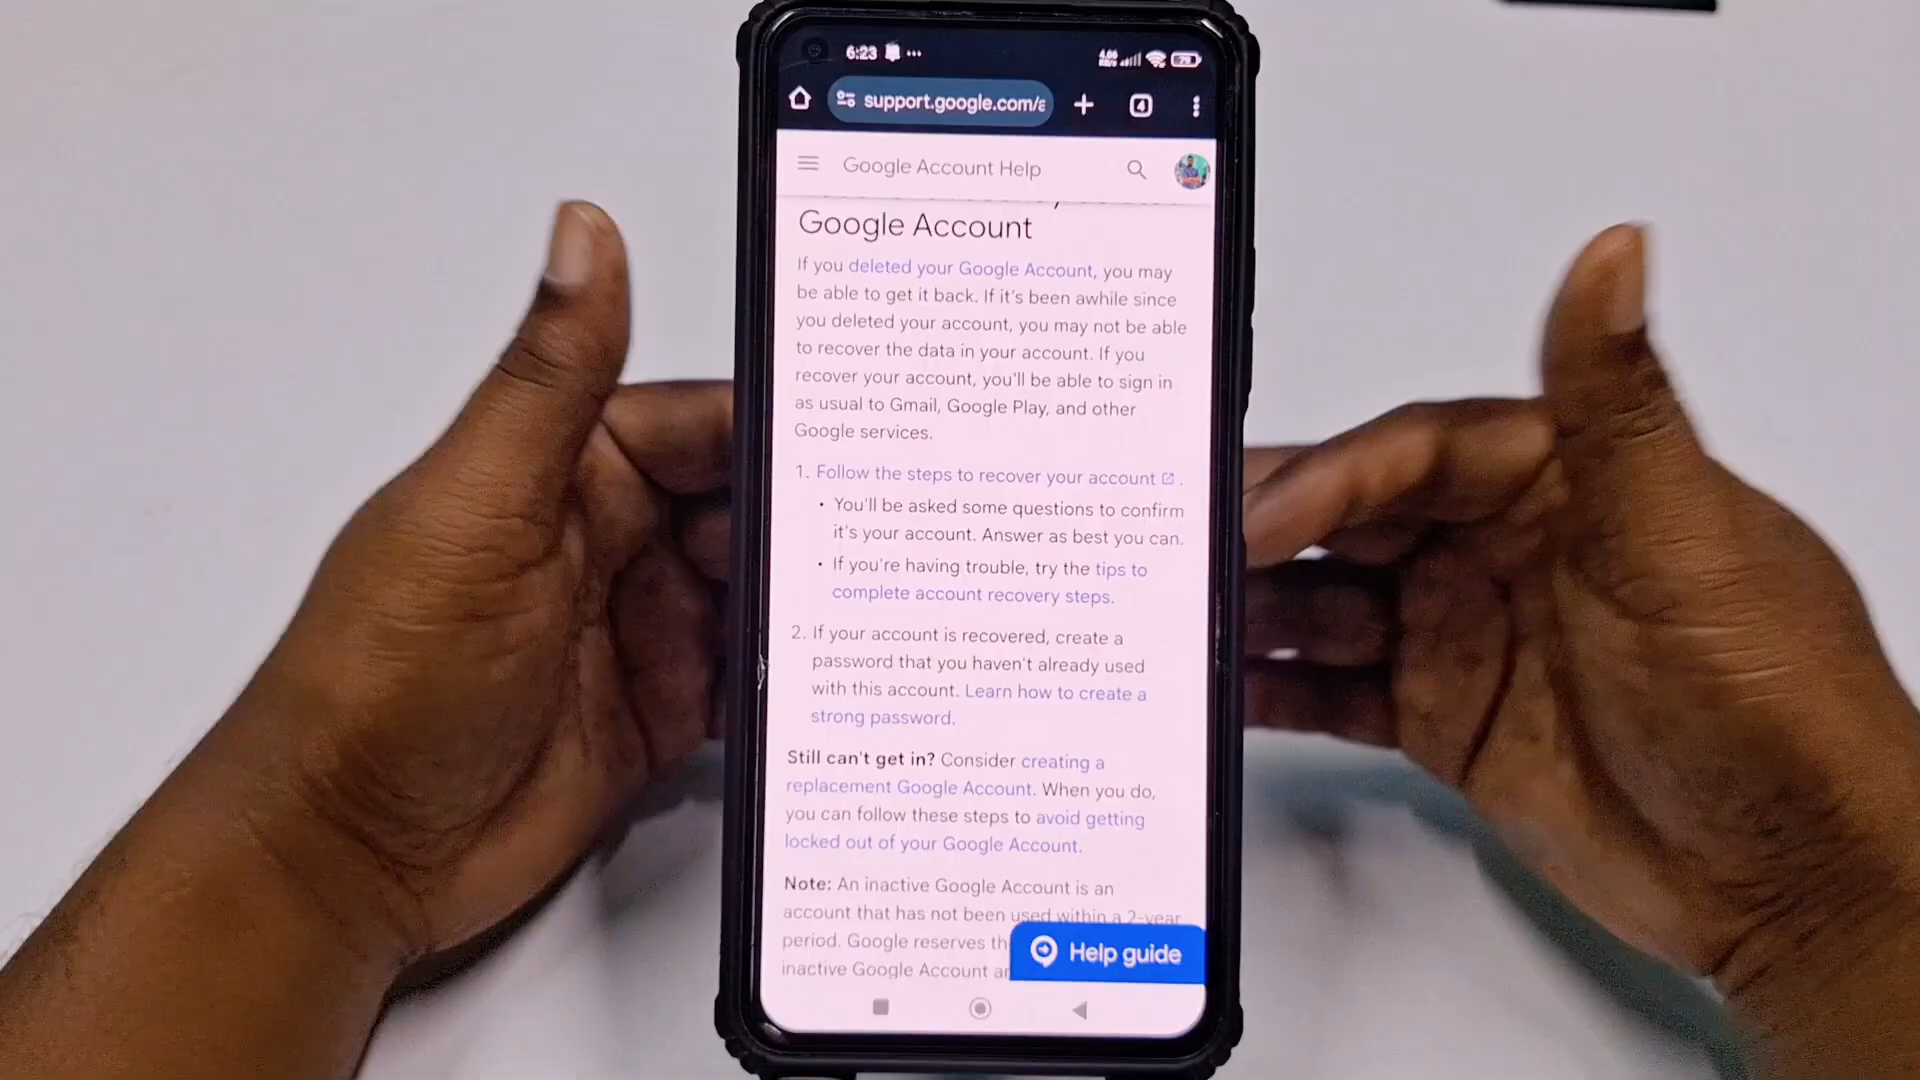 6:23
4.66
KB/s
79
support.google.com/a
4
Google Account Help
Google Account
If you deleted your Google Account, you may
be able to get it back. If it's been awhile since
you deleted your account, you may not be able
to recover the data in your account. If you
recover your account, you'll be able to sign in
as usual to Gmail, Google Play, and other
Google services.
1. Follow the steps to recover your account .
• You'll be asked some questions to confirm
it's your account. Answer as best you can.
• If you're having trouble, try the tips to
complete account recovery steps.
2. If your account is recovered, create a
password that you haven't already used
with this account. Learn how to create a
strong password.
Still can't get in? Consider creating a
replacement Google Account. When you do,
you can follow these steps to avoid getting
locked out of your Google Account.
Note: An inactive Google Account is an
account that has not been used within a 2-year
period. Google reserves th
inactive Google Account ar
Help guide